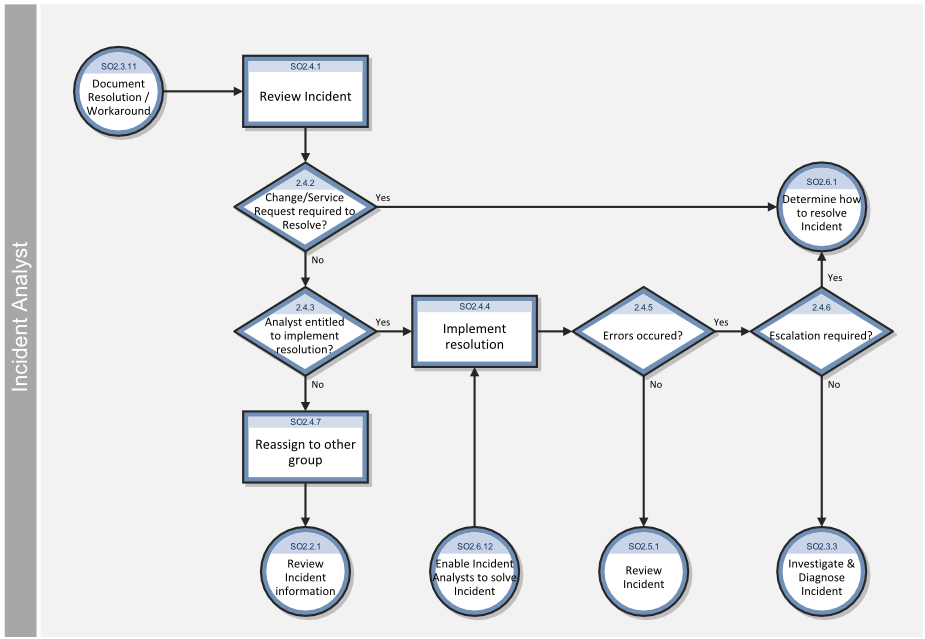 Incident Analyst
SO2.3.11
Document
Resolution /
Workaround
SO2.4.1
Review Incident
2.4.2
Change/Service
Request required to
Resolve?
Yes
No
SO2.6.1
Determine how
to resolve
Incident
2.4.3
Analyst entitled
to implement
resolution?
Yes
No
SO2.4.4
Implement
resolution
2.4.5
Errors occured?
Yes
No
2.4.6
Escalation required?
Yes
No
SO2.4.7
Reassign to other
group
SO2.2.1
Review
Incident
information
SO2.6.12
Enable Incident
Analysts to solve
Incident
SO2.5.1
Review
Incident
SO2.3.3
Investigate &
Diagnose
Incident